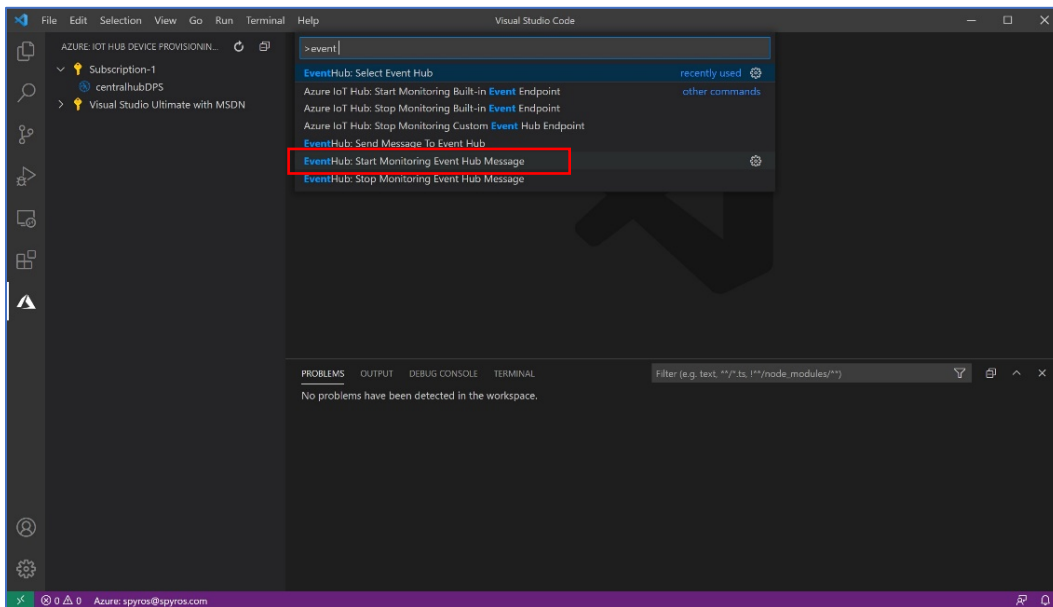 File Edit Selection View Go Run Terminal Help Visual Studio Code
AZURE: IOT HUB DEVICE PROVISIONIN...
Subscription-1
centralhubDPS
Visual Studio Ultimate with MSDN
>event
EventHub: Select Event Hub recently used
Azure IoT Hub: Start Monitoring Built-in Event Endpoint other commands
Azure IoT Hub: Stop Monitoring Built-in Event Endpoint
Azure IoT Hub: Stop Monitoring Custom Event Hub Endpoint
EventHub: Send Message To Event Hub
EventHub: Start Monitoring Event Hub Message
EventHub: Stop Monitoring Event Hub Message
PROBLEMS OUTPUT DEBUG CONSOLE TERMINAL Filter (e.g. text, **/*.ts, !**/node_modules/**)
No problems have been detected in the workspace.
0 0 Azure: spyros@spyros.com